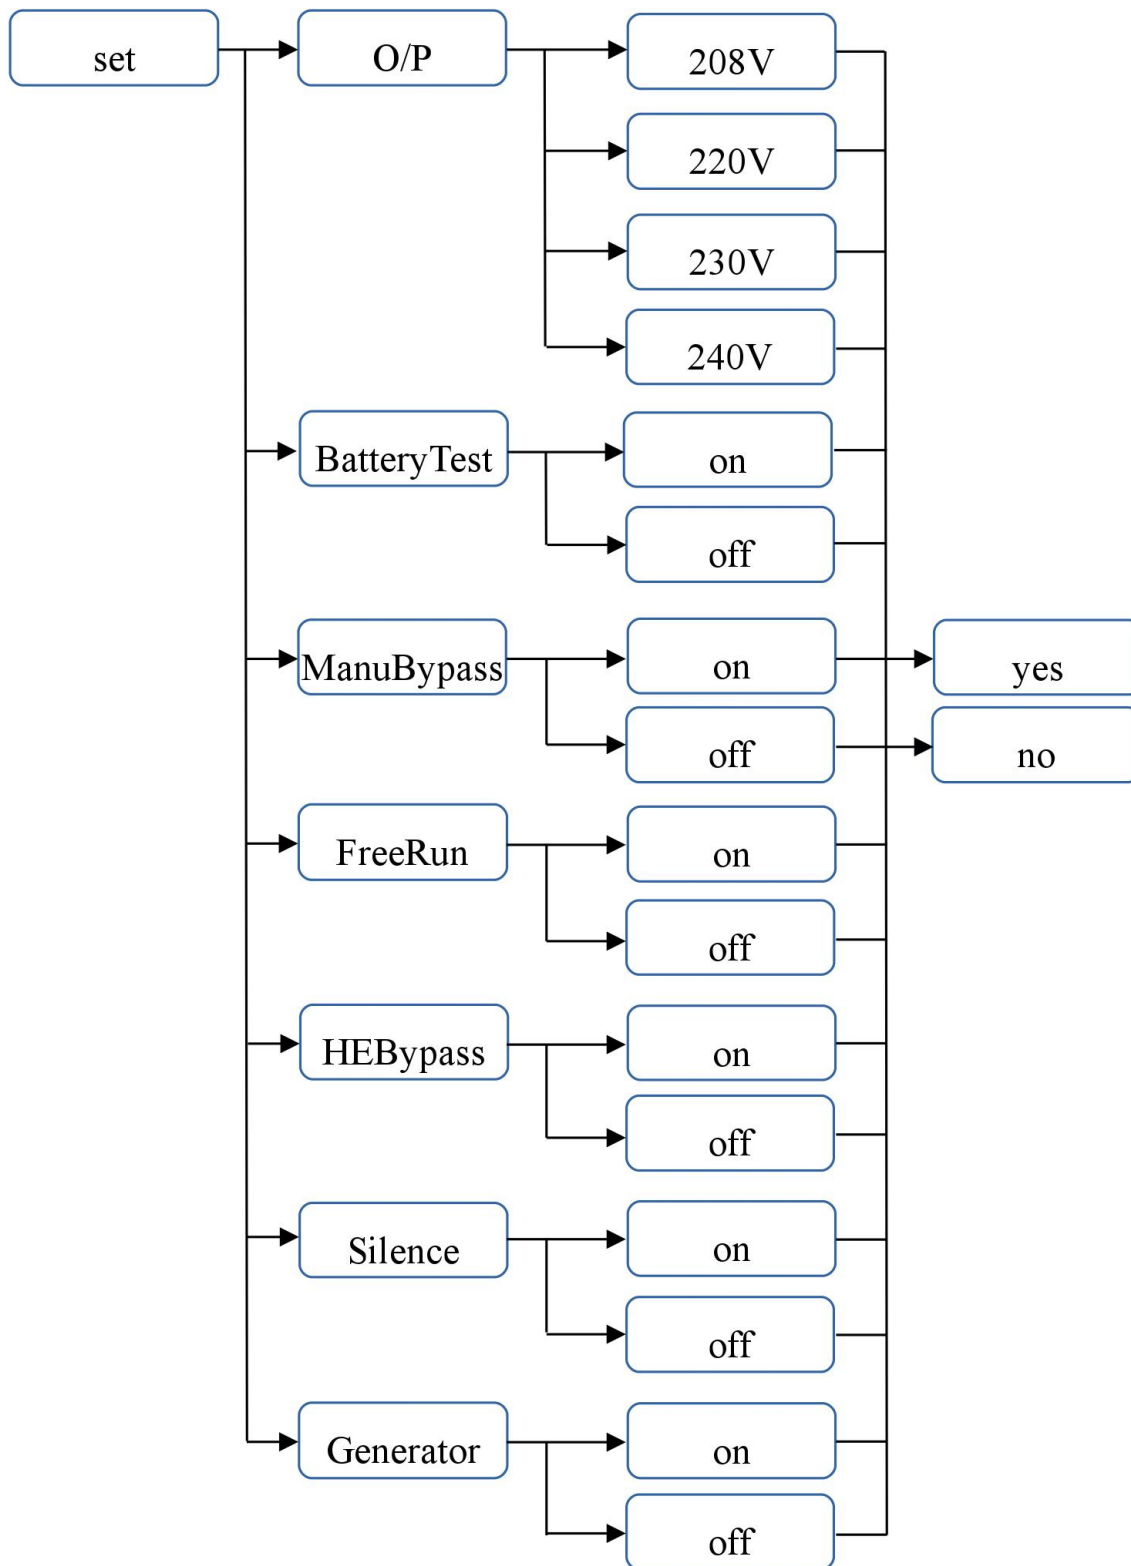 set
O/P
208V
220V
230V
240V
BatteryTest
on
off
ManuBypass
on
yes
off
no
FreeRun
on
off
HEBypass
on
off
Silence
on
off
Generator
on
off